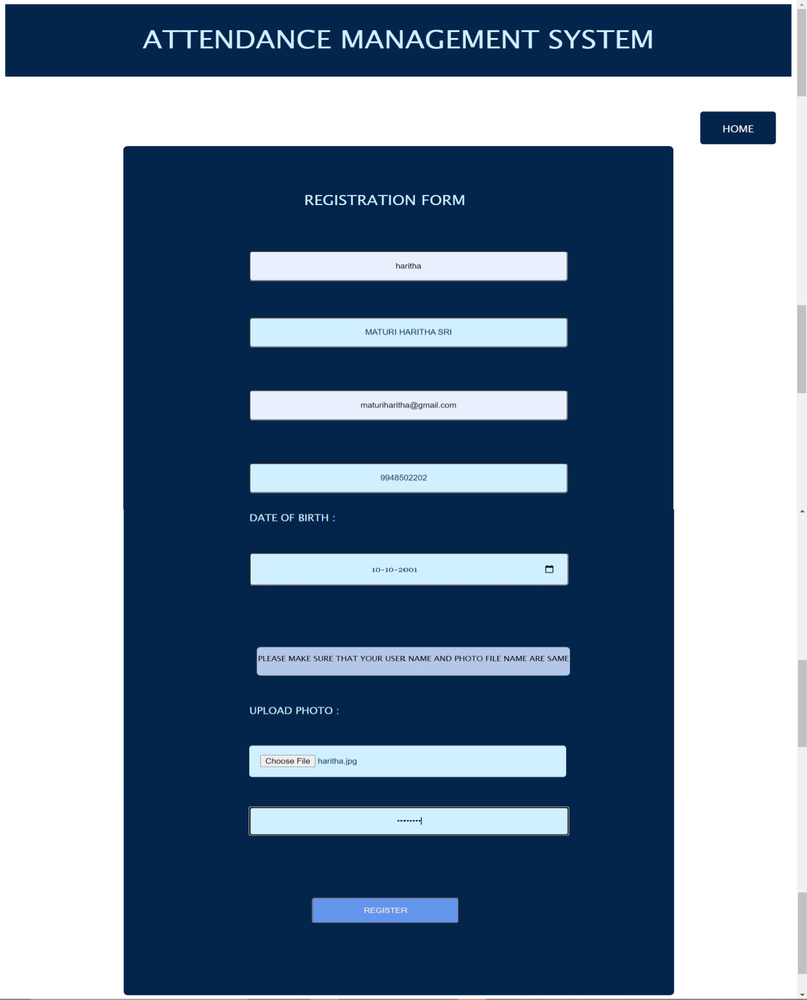 ATTENDANCE MANAGEMENT SYSTEM
HOME
REGISTRATION FORM
haritha
MATURI HARITHA SRI
maturiharitha@gmail.com
9948502202
DATE OF BIRTH :
10-10-2001
PLEASE MAKE SURE THAT YOUR USER NAME AND PHOTO FILE NAME ARE SAME
UPLOAD PHOTO :
Choose File haritha.jpg
••••••••
REGISTER